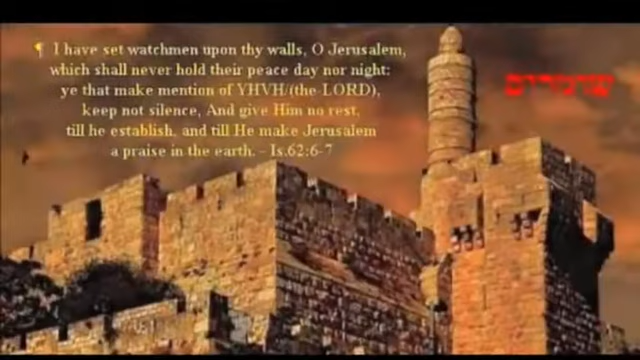 ¶ I have set watchmen upon thy walls, O Jerusalem,
which shall never hold their peace day nor night:
ye that make mention of YHVH/(the-LORD),
keep not silence, And give Him no rest,
till he establish, and till He make Jerusalem
a praise in the earth. - Is.62:6-7
שומרים